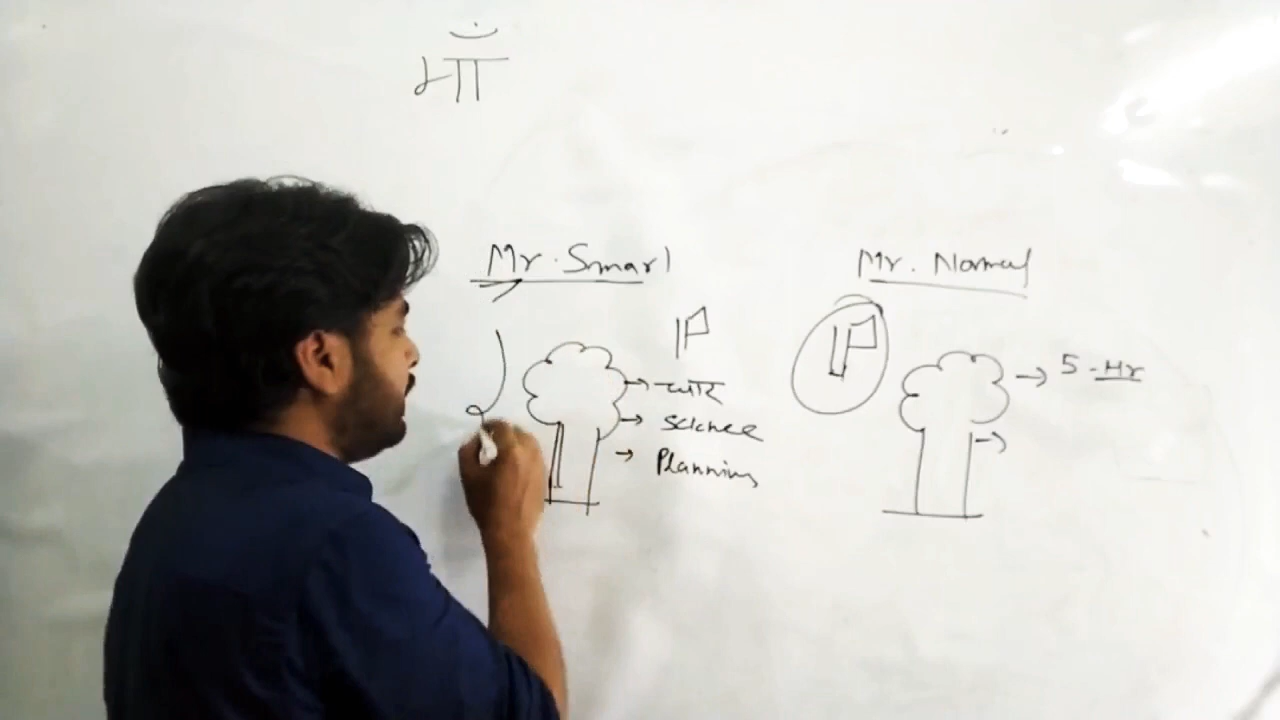 माँ
Mr. Smart
Mr. Normal
5-Hr
Science
Planning